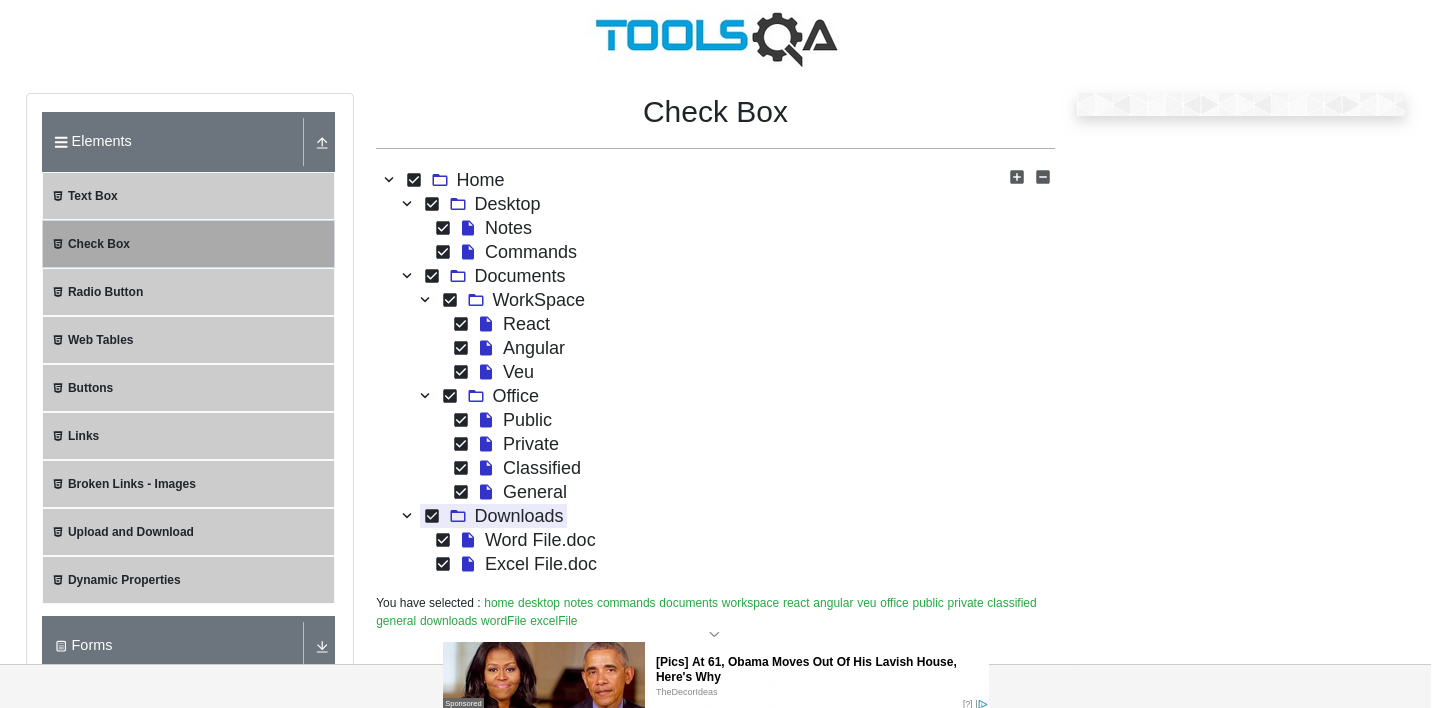 TOOLSQA
Check Box
Elements
Text Box
Check Box
Radio Button
Web Tables
Buttons
Links
Broken Links - Images
Upload and Download
Dynamic Properties
Forms
Home
Desktop
Notes
Commands
Documents
WorkSpace
React
Angular
Veu
Office
Public
Private
Classified
General
Downloads
Word File.doc
Excel File.doc
You have selected : home desktop notes commands documents workspace react angular veu office public private classified
general downloads wordFile excelFile
[Pics] At 61, Obama Moves Out Of His Lavish House,
Here's Why
TheDecorIdeas
Sponsored
[?]